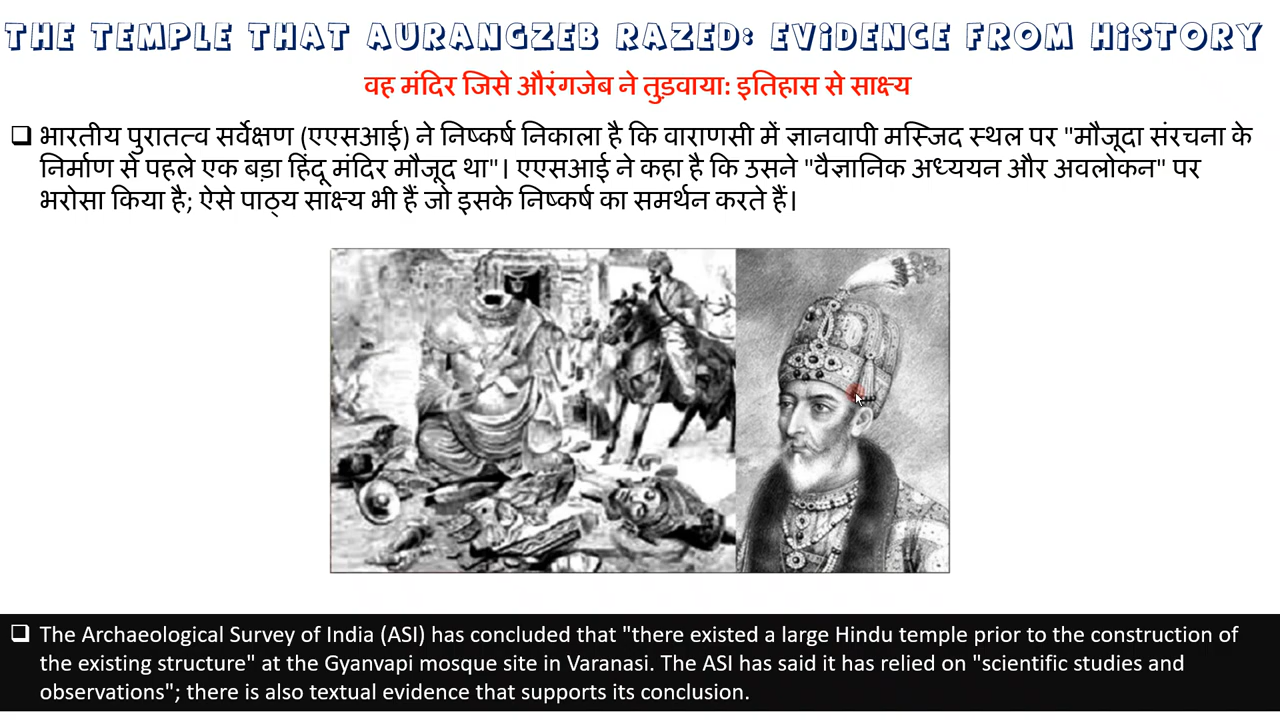 THE TEMPLE THAT AURANGZEB RAZED: EVIDENCE FROM HISTORY
वह मंदिर जिसे औरंगजेब ने तुड़वाया: इतिहास से साक्ष्य
❑ भारतीय पुरातत्व सर्वेक्षण (एएसआई) ने निष्कर्ष निकाला है कि वाराणसी में ज्ञानवापी मस्जिद स्थल पर "मौजूदा संरचना के
निर्माण से पहले एक बड़ा हिंदू मंदिर मौजूद था"। एएसआई ने कहा है कि उसने "वैज्ञानिक अध्ययन और अवलोकन" पर
भरोसा किया है; ऐसे पाठ्य साक्ष्य भी हैं जो इसके निष्कर्ष का समर्थन करते हैं।
❑ The Archaeological Survey of India (ASI) has concluded that "there existed a large Hindu temple prior to the construction of
the existing structure" at the Gyanvapi mosque site in Varanasi. The ASI has said it has relied on "scientific studies and
observations"; there is also textual evidence that supports its conclusion.